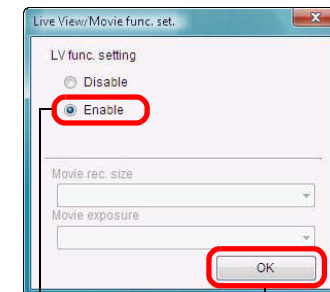 Live View/Movie func. set.
LV func. setting
Disable
Enable
Movie rec. size
Movie exposure
OK